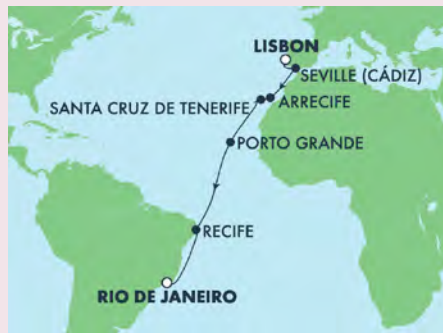 LISBON
SEVILLE (CÁDIZ)
SANTA CRUZ DE TENERIFE
ARRECIFE
PORTO GRANDE
RECIFE
RIO DE JANEIRO